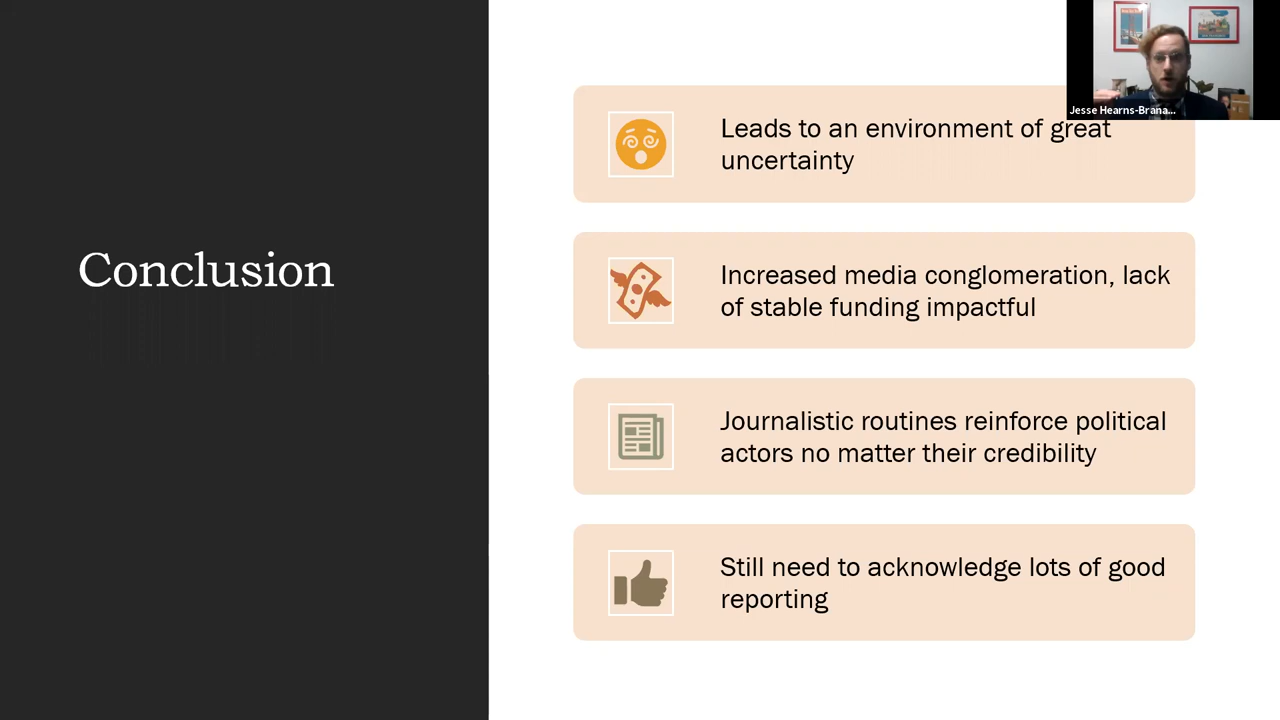 Jesse Hearns-Brana...
Conclusion
Leads to an environment of great
uncertainty
Increased media conglomeration, lack
of stable funding impactful
Journalistic routines reinforce political
actors no matter their credibility
Still need to acknowledge lots of good
reporting